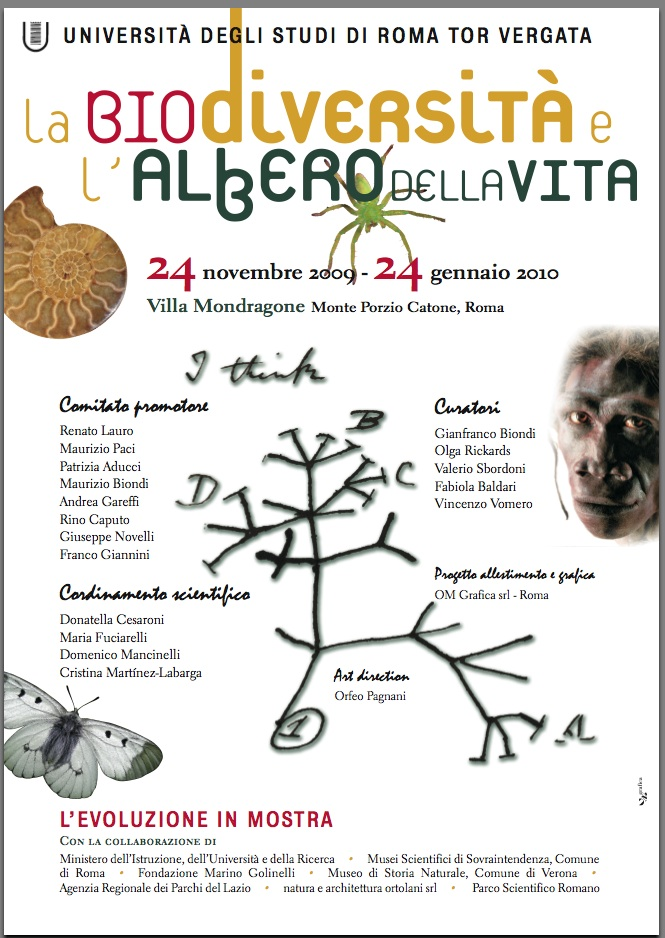 UNIVERSITÀ DEGLI STUDI DI ROMA TOR VERGATA
la BIOdiversità e
l'ALBERO DELLA VITA
24 novembre 2009 - 24 gennaio 2010
Villa Mondragone Monte Porzio Catone, Roma
I think
Comitato promotore
Renato Lauro
Maurizio Paci
Patrizia Aducci
Maurizio Biondi
Andrea Gareffi
Rino Caputo
Giuseppe Novelli
Franco Giannini
Cordinamento scientifico
Donatella Cesaroni
Maria Fuciarelli
Domenico Mancinelli
Cristina Martínez-Labarga
B
C
D
A
1
Curatori
Gianfranco Biondi
Olga Rickards
Valerio Sbordoni
Fabiola Baldari
Vincenzo Vomero
Progetto allestimento e grafica
OM Grafica srl - Roma
Art direction
Orfeo Pagnani
L'EVOLUZIONE IN MOSTRA
Con la collaborazione di
Ministero dell'Istruzione, dell'Università e della Ricerca • Musei Scientifici di Sovraintendenza, Comune
di Roma • Fondazione Marino Golinelli • Museo di Storia Naturale, Comune di Verona •
Agenzia Regionale dei Parchi del Lazio • natura e architettura ortolani srl • Parco Scientifico Romano